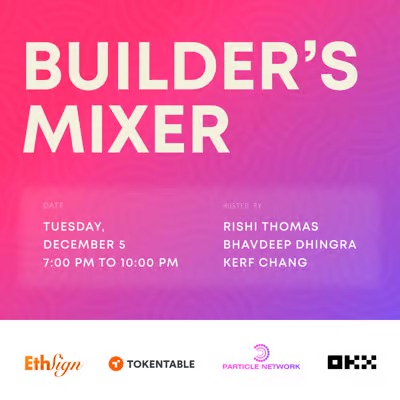 BUILDER’S
MIXER
DATE
TUESDAY,
DECEMBER 5
7:00 PM TO 10:00 PM
HOSTED BY
RISHI THOMAS
BHAVDEEP DHINGRA
KERF CHANG
EthSign
TOKENTABLE
PARTICLE NETWORK
OKX